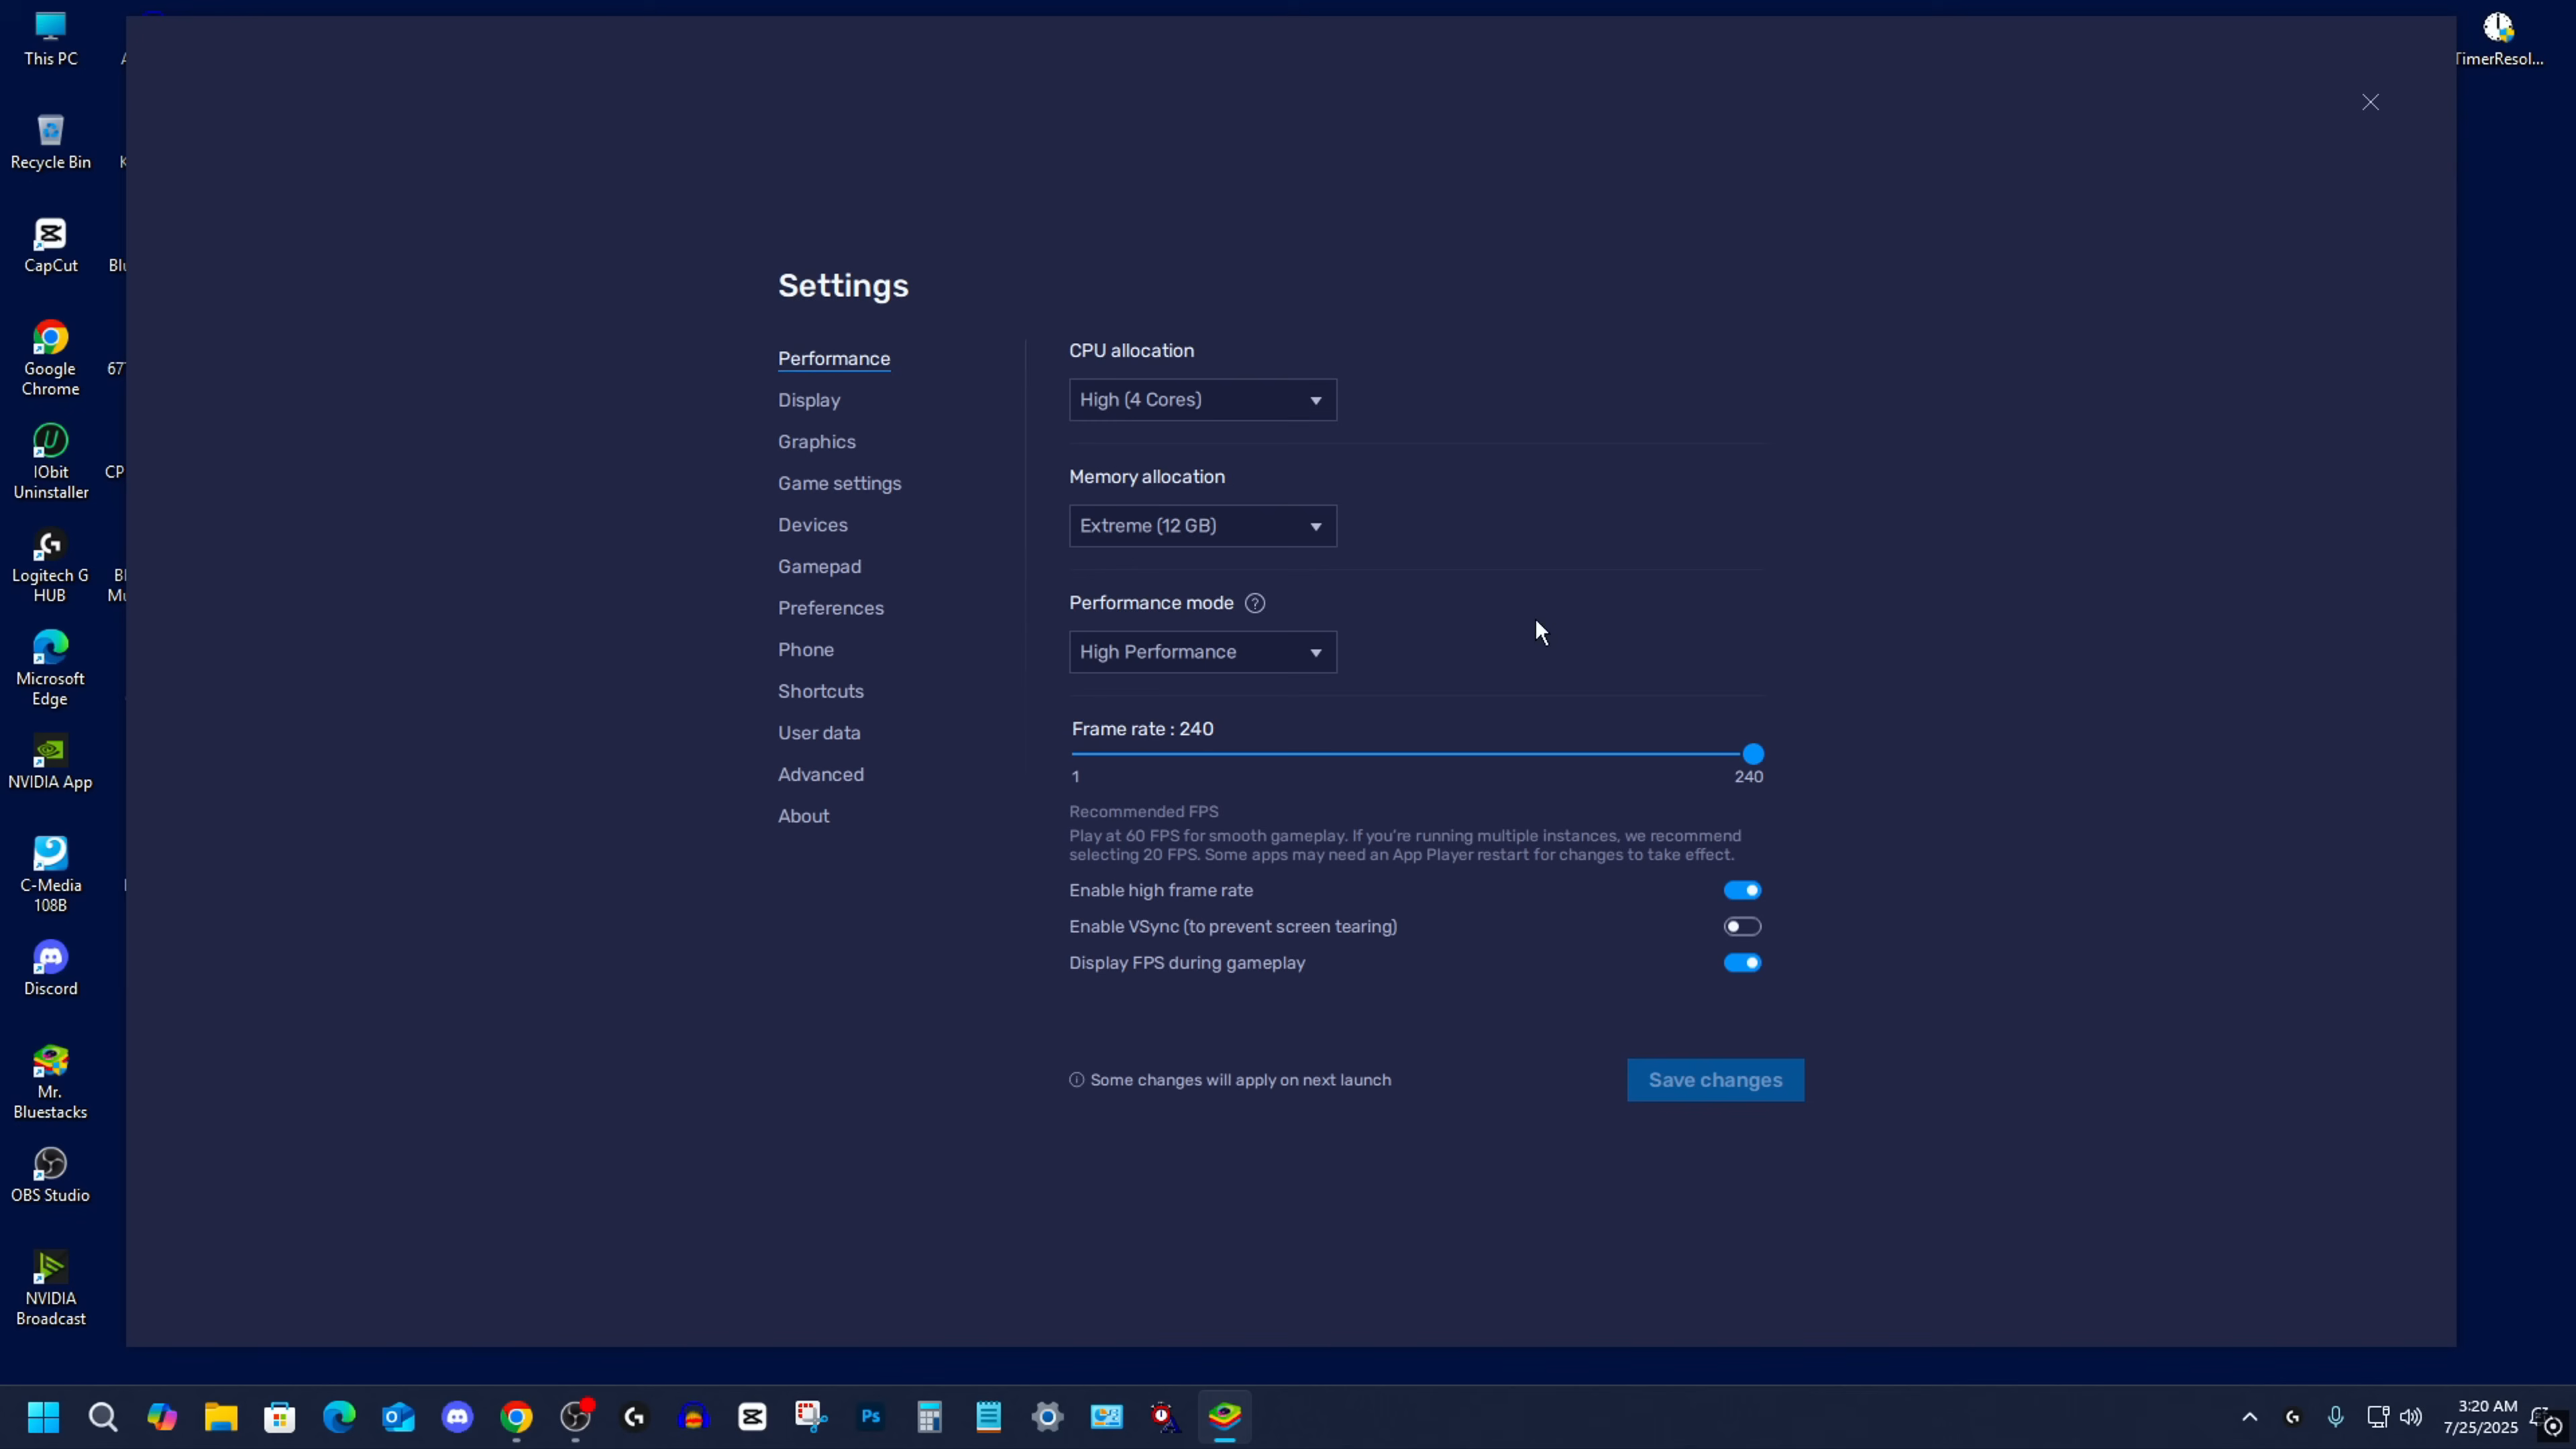 This PC
Recycle Bin
CapCut
Google
Chrome
IObit
Uninstaller
Logitech G
HUB
Microsoft
Edge
NVIDIA App
C-Media
108B
Discord
Mr.
Bluestacks
OBS Studio
NVIDIA
Broadcast
Blu
67
CP
Bl
Mu
TimerResol...
Settings
Performance
Display
Graphics
Game settings
Devices
Gamepad
Preferences
Phone
Shortcuts
User data
Advanced
About
CPU allocation
High (4 Cores)
Memory allocation
Extreme (12 GB)
Performance mode ?
High Performance
Frame rate : 240
1
240
Recommended FPS
Play at 60 FPS for smooth gameplay. If you're running multiple instances, we recommend
selecting 20 FPS. Some apps may need an App Player restart for changes to take effect.
Enable high frame rate
Enable VSync (to prevent screen tearing)
Display FPS during gameplay
Some changes will apply on next launch
Save changes
Ps
3:20 AM
7/25/2025